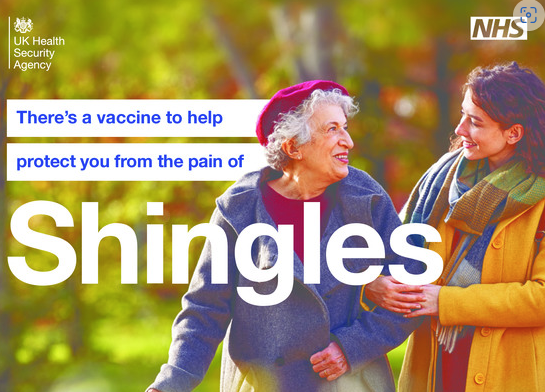 UK Health
Security
Agency
NHS
There's a vaccine to help
protect you from the pain of
Shingles